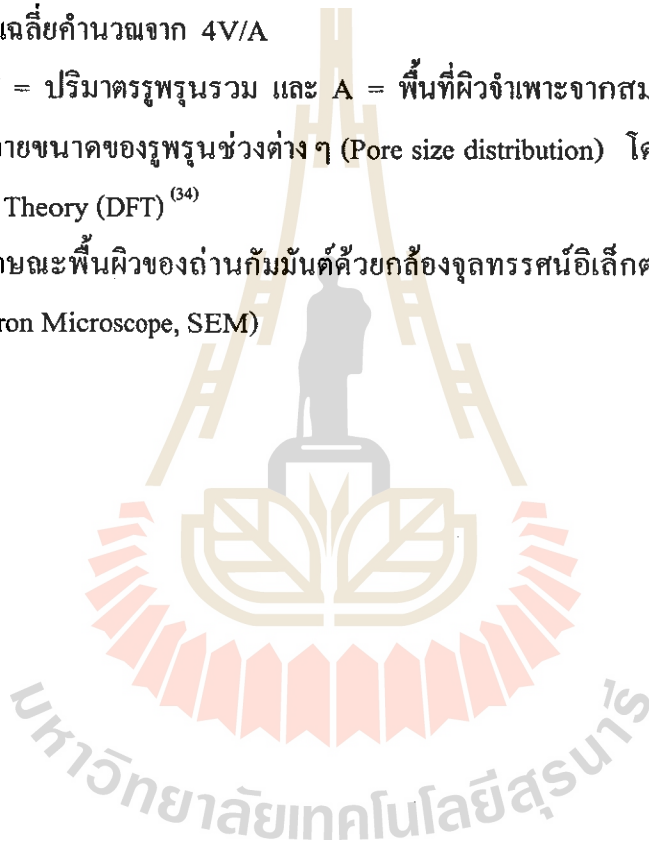 นเฉลี่ยคำนวณจาก 4V/A
= ปริมาตรรูพรุนรวม และ A = พื้นที่ผิวจำเพาะจากสม
ายขนาดของรูพรุนช่วงต่าง ๆ (Pore size distribution) โด
Theory (DFT) (34)
าษณะพื้นผิวของถ่านกัมมันต์ด้วยกล้องจุลทรรศน์อิเล็กต
ron Microscope, SEM)
มหาวิทยาลัยเทคโนโลยีสุรนารี